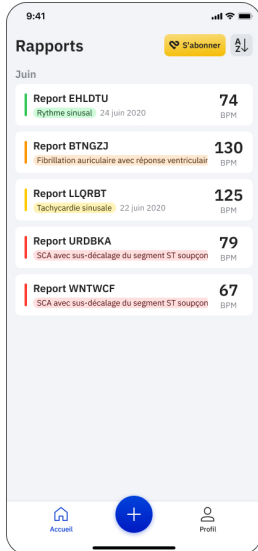 9:41
Rapports
S'abonner
A Z
Juin
Report EHLDTU
74
Rythme sinusal 24 juin 2020
BPM
Report BTNGZJ
130
Fibrillation auriculaire avec réponse ventriculair
BPM
Report LLQRBT
125
Tachycardie sinusale 22 juin 2020
BPM
Report URDBKA
79
SCA avec sus-décalage du segment ST soupçon
BPM
Report WNTWCF
67
SCA avec sus-décalage du segment ST soupçon
BPM
Accueil
Profil